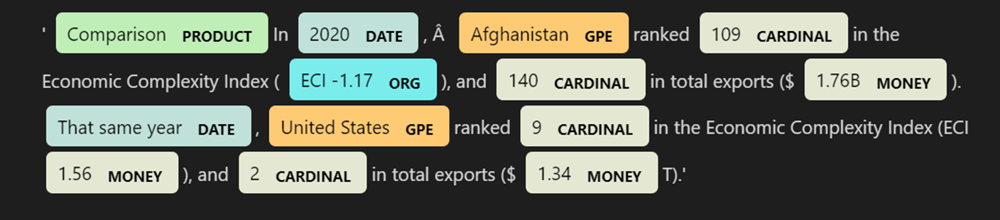 ' Comparison PRODUCT In 2020 DATE , Â Afghanistan GPE ranked 109 CARDINAL in the
Economic Complexity Index ( ECI -1.17 ORG ), and 140 CARDINAL in total exports ($ 1.76B MONEY ).
That same year DATE , United States GPE ranked 9 CARDINAL in the Economic Complexity Index (ECI
1.56 MONEY ), and 2 CARDINAL in total exports ($ 1.34 MONEY T).'